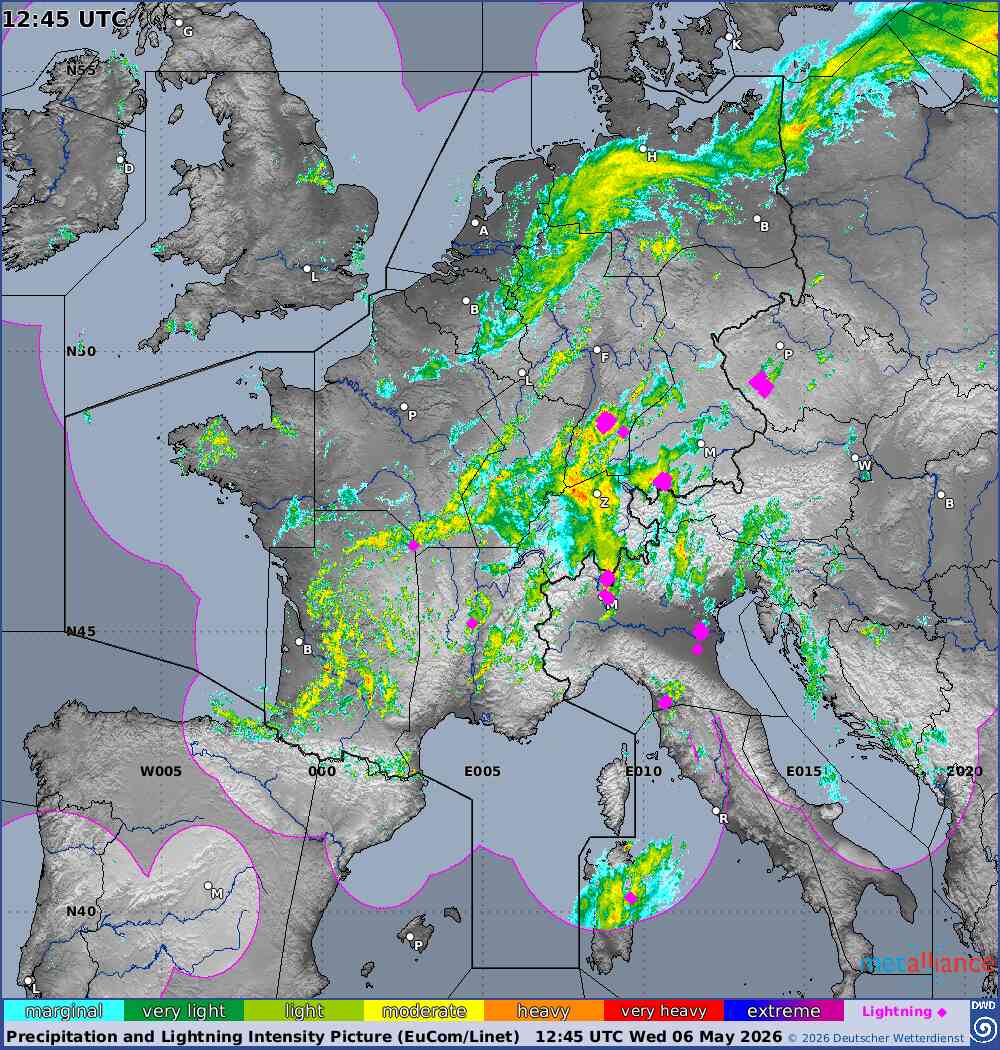 12:45 UTC
G
K
N55
D
H
A
B
L
B
N50
F
P
L
P
M
W
B
Z
M
N45
B
W005
000
E005
E010
E015
2020
R
M
N40
P
L
metalliance
marginal very light light moderate heavy very heavy extreme Lightning
DWD
Precipitation and Lightning Intensity Picture (EuCom/Linet) 12:45 UTC Wed 06 May 2026 © 2026 Deutscher Wetterdienst